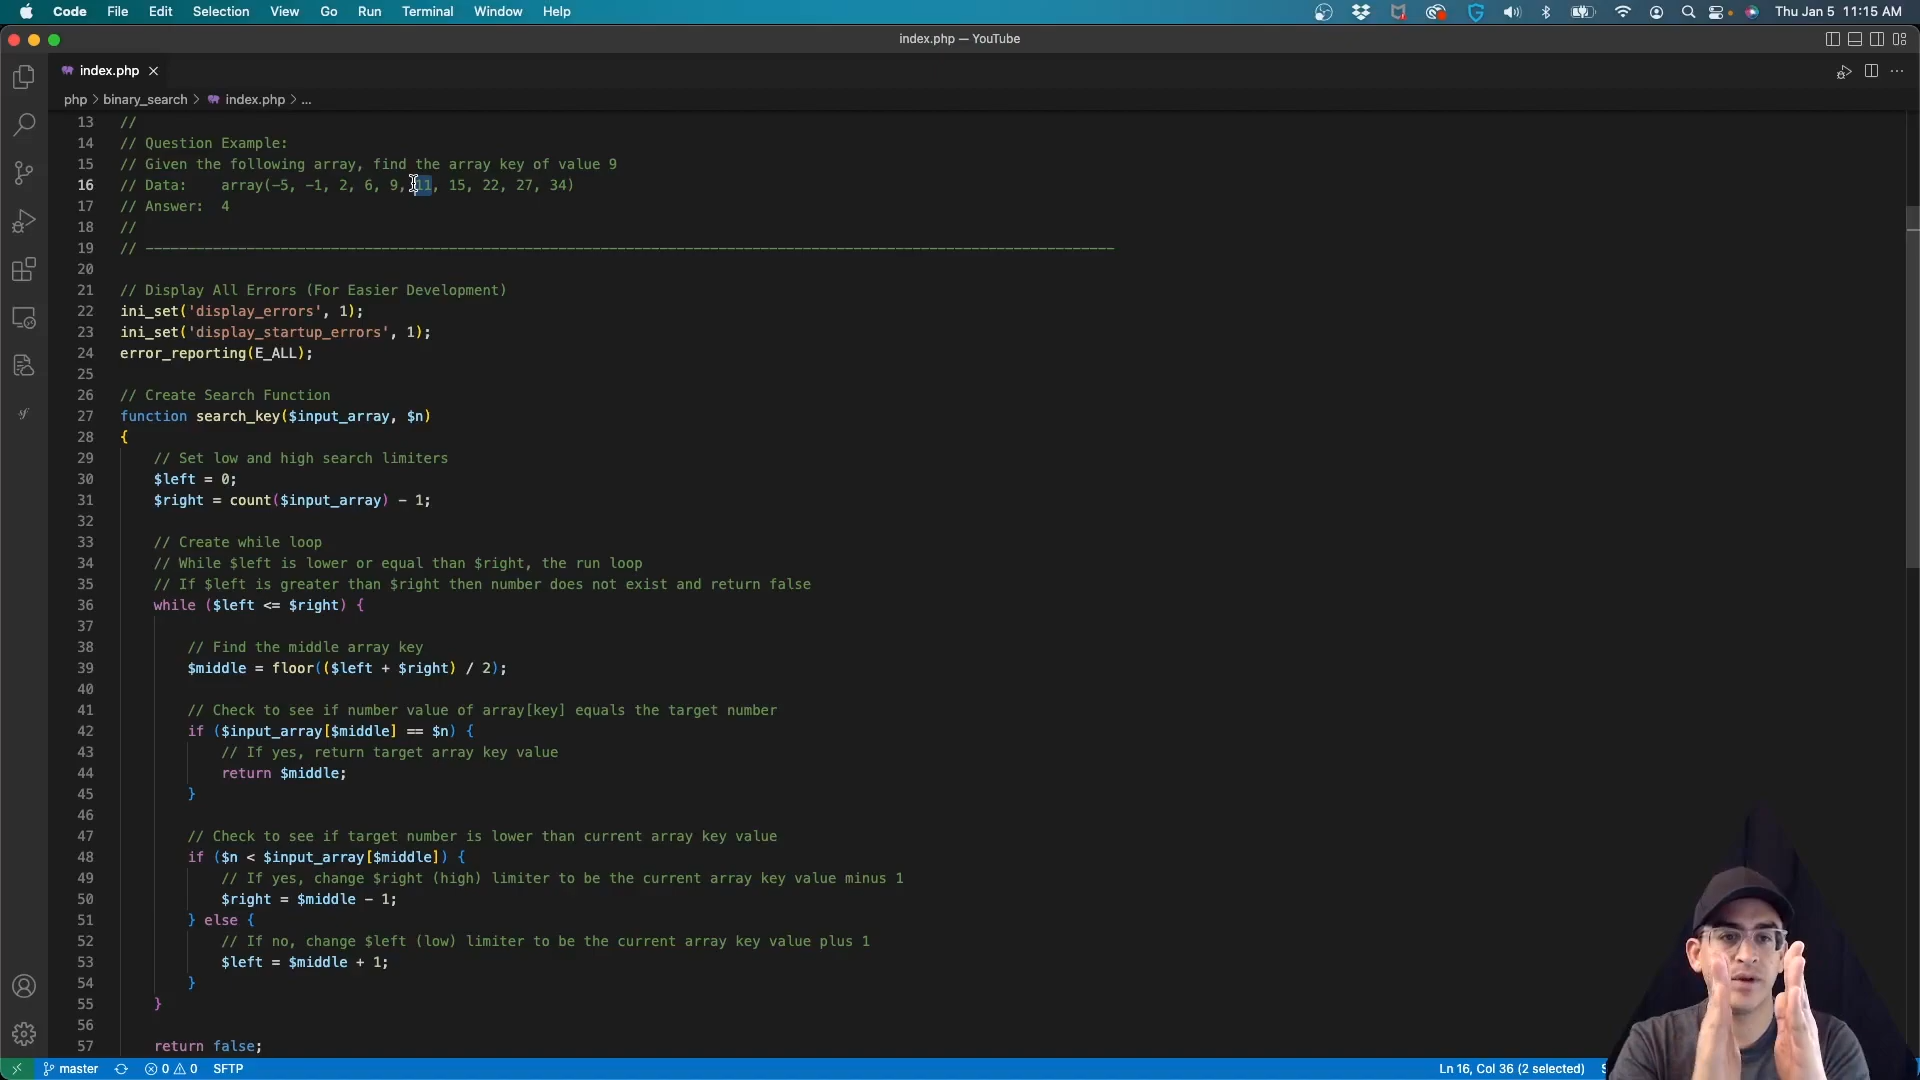 Code File Edit Selection View Go Run Terminal Window Help Thu Jan 5 11:15 AM
index.php — YouTube
index.php
php > binary_search > index.php > ...
13 //
14 // Question Example:
15 // Given the following array, find the array key of value 9
16 // Data: array(-5, -1, 2, 6, 9, 11, 15, 22, 27, 34)
17 // Answer: 4
18 //
19 // -------------------------------------------------------------------------------------------------------------------
20
21 // Display All Errors (For Easier Development)
22 ini_set('display_errors', 1);
23 ini_set('display_startup_errors', 1);
24 error_reporting(E_ALL);
25
26 // Create Search Function
27 function search_key($input_array, $n)
28 {
29 // Set low and high search limiters
30 $left = 0;
31 $right = count($input_array) - 1;
32
33 // Create while loop
34 // While $left is lower or equal than $right, the run loop
35 // If $left is greater than $right then number does not exist and return false
36 while ($left <= $right) {
37
38 // Find the middle array key
39 $middle = floor(($left + $right) / 2);
40
41 // Check to see if number value of array[key] equals the target number
42 if ($input_array[$middle] == $n) {
43 // If yes, return target array key value
44 return $middle;
45 }
46
47 // Check to see if target number is lower than current array key value
48 if ($n < $input_array[$middle]) {
49 // If yes, change $right (high) limiter to be the current array key value minus 1
50 $right = $middle - 1;
51 } else {
52 // If no, change $left (low) limiter to be the current array key value plus 1
53 $left = $middle + 1;
54 }
55 }
56
57 return false;
master 0 0 SFTP Ln 16, Col 36 (2 selected)